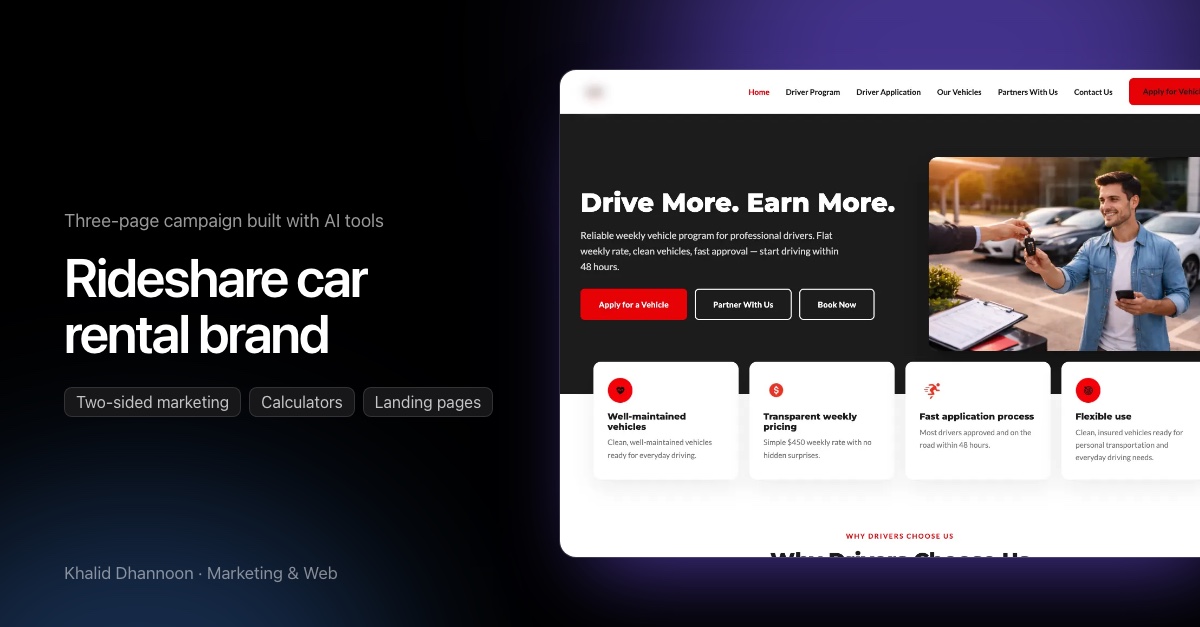 Three-page campaign built with AI tools
Rideshare car
rental brand
Two-sided marketing
Calculators
Landing pages
Khalid Dhannoon · Marketing & Web
Home
Driver Program
Driver Application
Our Vehicles
Partners With Us
Contact Us
Apply for
Drive More. Earn More.
Reliable weekly vehicle program for professional drivers. Flat
weekly rate, clean vehicles, fast approval — start driving within
48 hours.
Apply for a Vehicle
Partner With Us
Book Now
Well-maintained
vehicles
Clean, well-maintained vehicles
ready for everyday driving.
Transparent weekly
pricing
Simple $450 weekly rate with no
hidden surprises.
Fast application process
Most drivers approved and on the
road within 48 hours.
Flexible use
Clean, insured vehicles ready for
personal transportation and
everyday driving needs.
WHY DRIVERS CHOOSE US
Why Drivers Choose Us